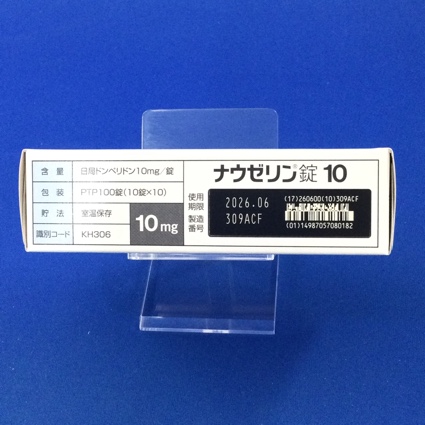 含量 日局ドンペリドン10mg/錠
包装 PTP100錠(10錠×10)
貯法 室温保存
識別コード KH306
10mg
ナウゼリン®錠10
使用期限 2026.06
製造番号 309ACF
(17)260600(10)309ACF
(01)14987057080182